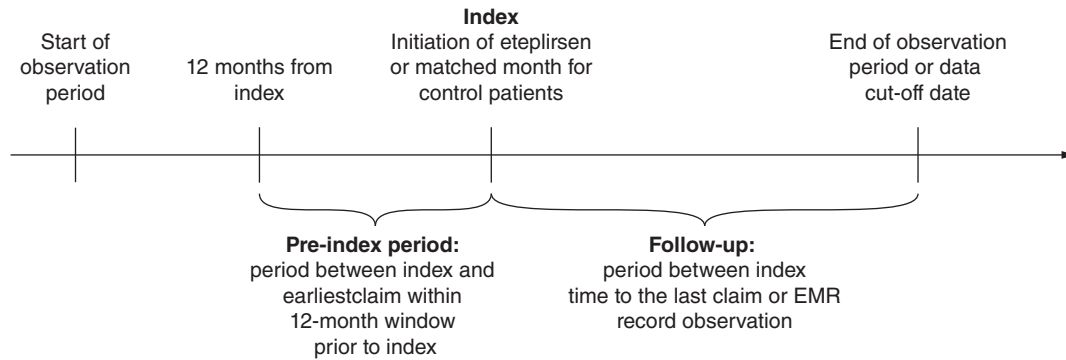 Start of
observation
period
12 months from
index
Index
Initiation of eteplirsen
or matched month for
control patients
End of observation
period or data
cut-off date
Pre-index period:
period between index and
earliestclaim within
12-month window
prior to index
Follow-up:
period between index
time to the last claim or EMR
record observation